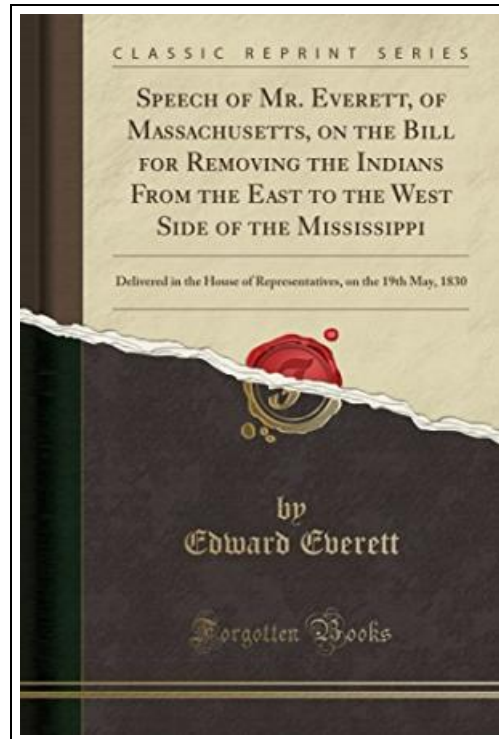 CLASSIC REPRINT SERIES
SPEECH OF MR. EVERETT, OF
MASSACHUSETTS, ON THE BILL
FOR REMOVING THE INDIANS
FROM THE EAST TO THE WEST
SIDE OF THE MISSISSIPPI
Delivered in the House of Representatives, on the 19th May, 1830
by
Edward Everett
Forgotten Books